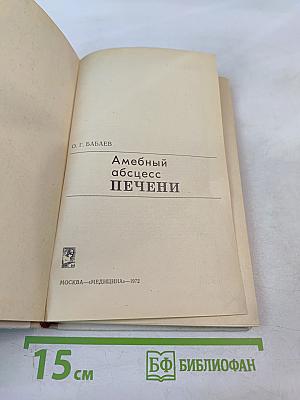 О. Г. БАБАЕВ
Амебный
абсцесс
ПЕЧЕНИ
МОСКВА—«МЕДИЦИНА»—1972
15 см
БФ БИБЛИОФАН